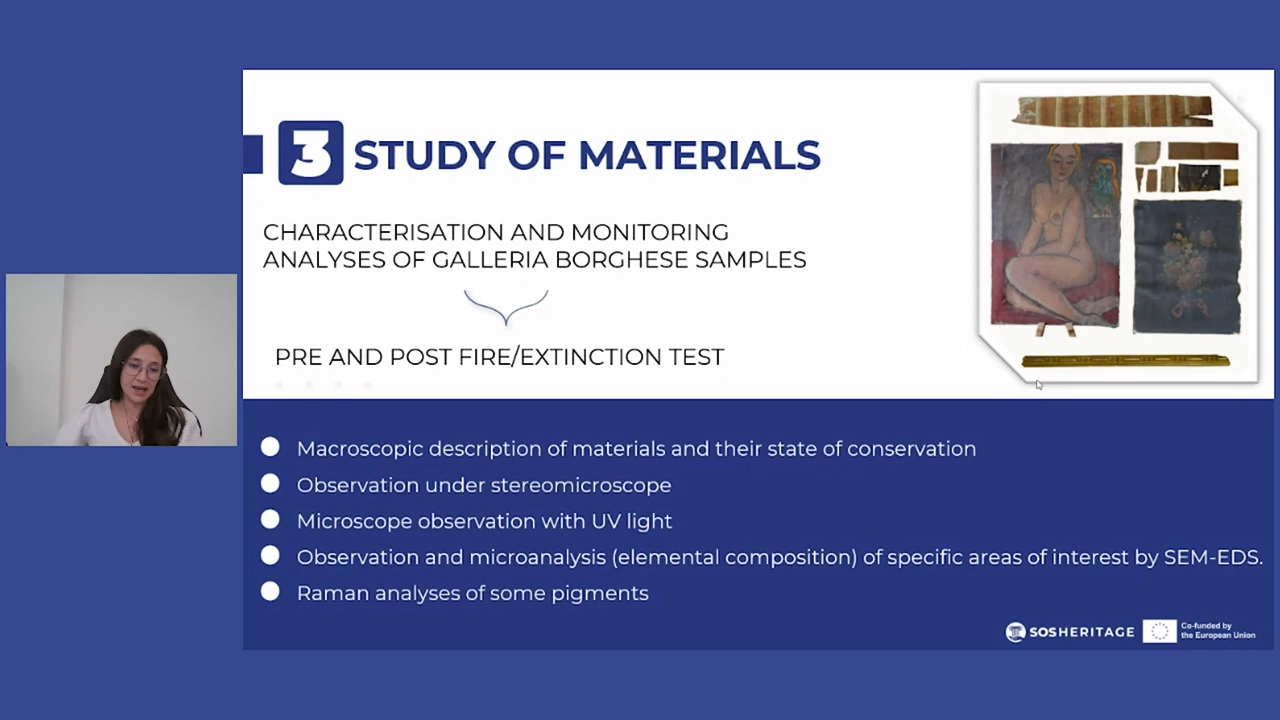 3 STUDY OF MATERIALS
CHARACTERISATION AND MONITORING
ANALYSES OF GALLERIA BORGHESE SAMPLES
PRE AND POST FIRE/EXTINCTION TEST
Macroscopic description of materials and their state of conservation
Observation under stereomicroscope
Microscope observation with UV light
Observation and microanalysis (elemental composition) of specific areas of interest by SEM-EDS.
Raman analyses of some pigments
SOSHERITAGE
Co-funded by
the European Union